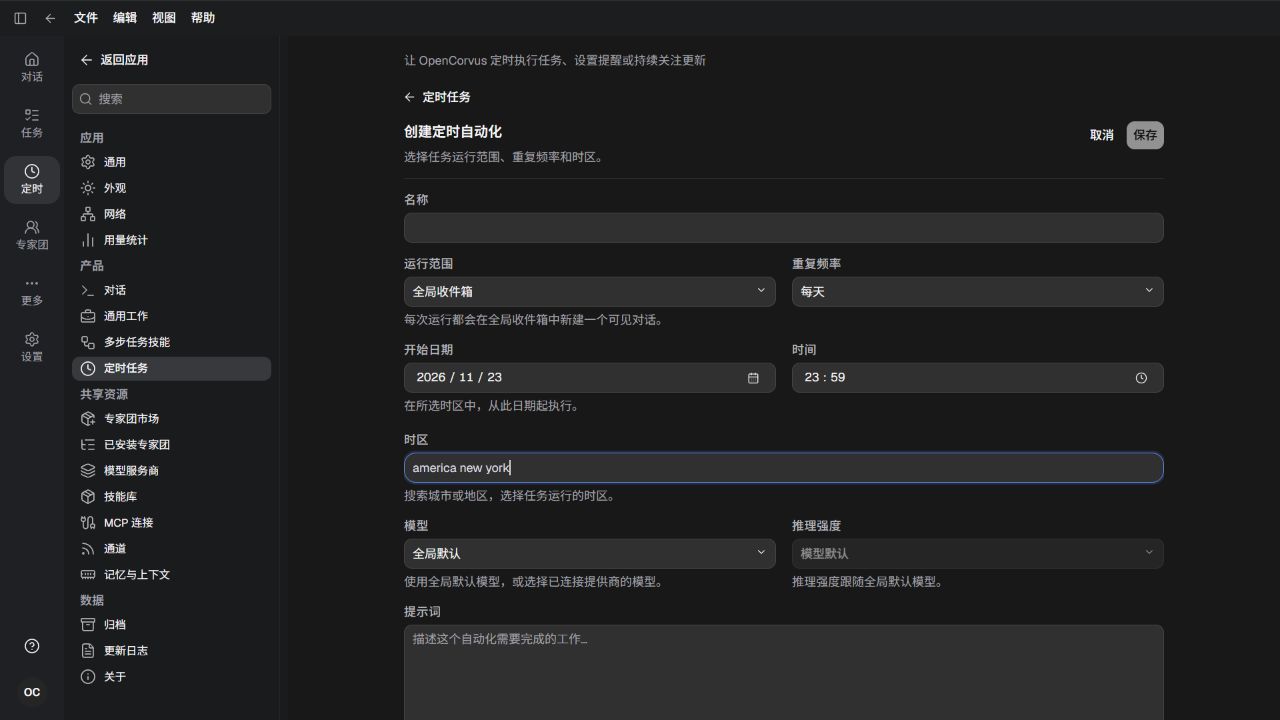 文件 编辑 视图 帮助
对话
任务
定时
专家团
更多
设置
OC
返回应用
搜索
应用
通用
外观
网络
用量统计
产品
对话
通用工作
多步任务技能
定时任务
共享资源
专家团市场
已安装专家团
模型服务商
技能库
MCP 连接
通道
记忆与上下文
数据
归档
更新日志
关于
让 OpenCorvus 定时执行任务、设置提醒或持续关注更新
定时任务
创建定时自动化
取消 保存
选择任务运行范围、重复频率和时区。
名称
运行范围 重复频率
全局收件箱 每天
每次运行都会在全局收件箱中新建一个可见对话。
开始日期 时间
2026 / 11 / 23 23 : 59
在所选时区中，从此日期起执行。
时区
america new york
搜索城市或地区，选择任务运行的时区。
模型 推理强度
全局默认 模型默认
使用全局默认模型，或选择已连接提供商的模型。 推理强度跟随全局默认模型。
提示词
描述这个自动化需要完成的工作…